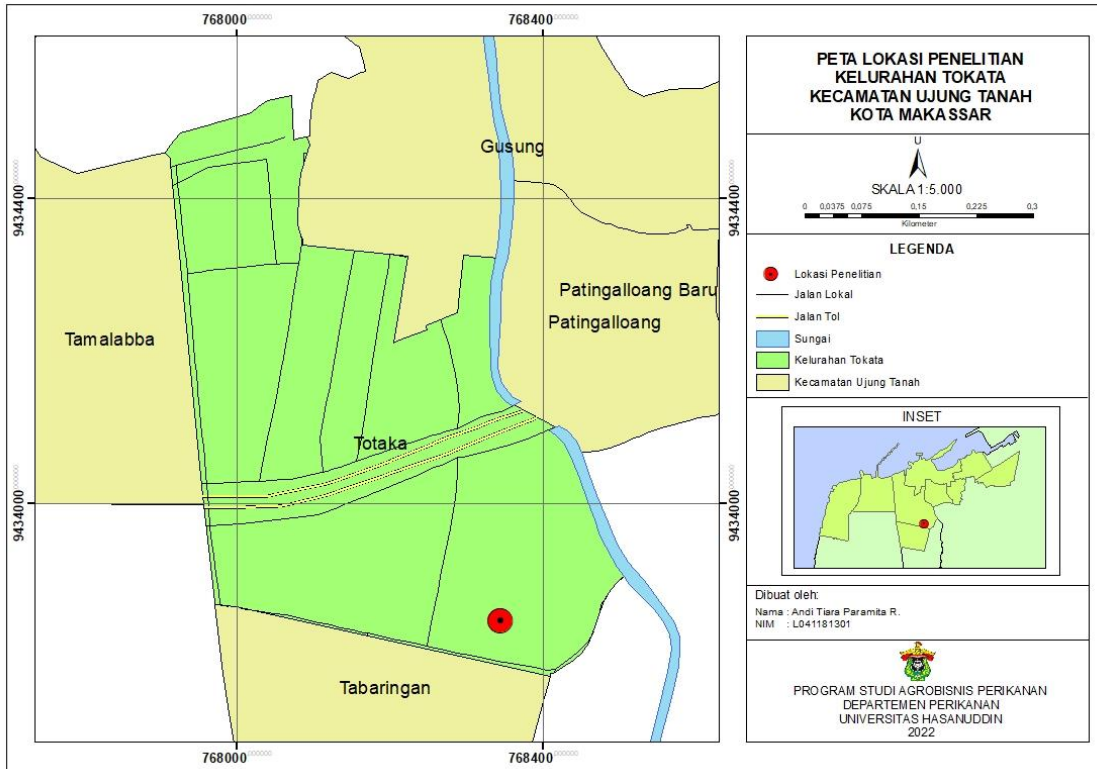 768000
768400
9434400
9434400
9434000
9434000
768000
768400
Gusung
Patingalloang Baru
Patingalloang
Tamalabba
Totaka
Tabaringan
PETA LOKASI PENELITIAN
KELURAHAN TOKATA
KECAMATAN UJUNG TANAH
KOTA MAKASSAR
U
SKALA 1:5.000
0 0,0375 0,075 0,15 0,225 0,3
Kilometer
LEGENDA
Lokasi Penelitian
Jalan Lokal
Jalan Tol
Sungai
Kelurahan Tokata
Kecamatan Ujung Tanah
INSET
Dibuat oleh:
Nama : Andi Tiara Paramita R.
NIM : L041181301
PROGRAM STUDI AGROBISNIS PERIKANAN
DEPARTEMEN PERIKANAN
UNIVERSITAS HASANUDDIN
2022